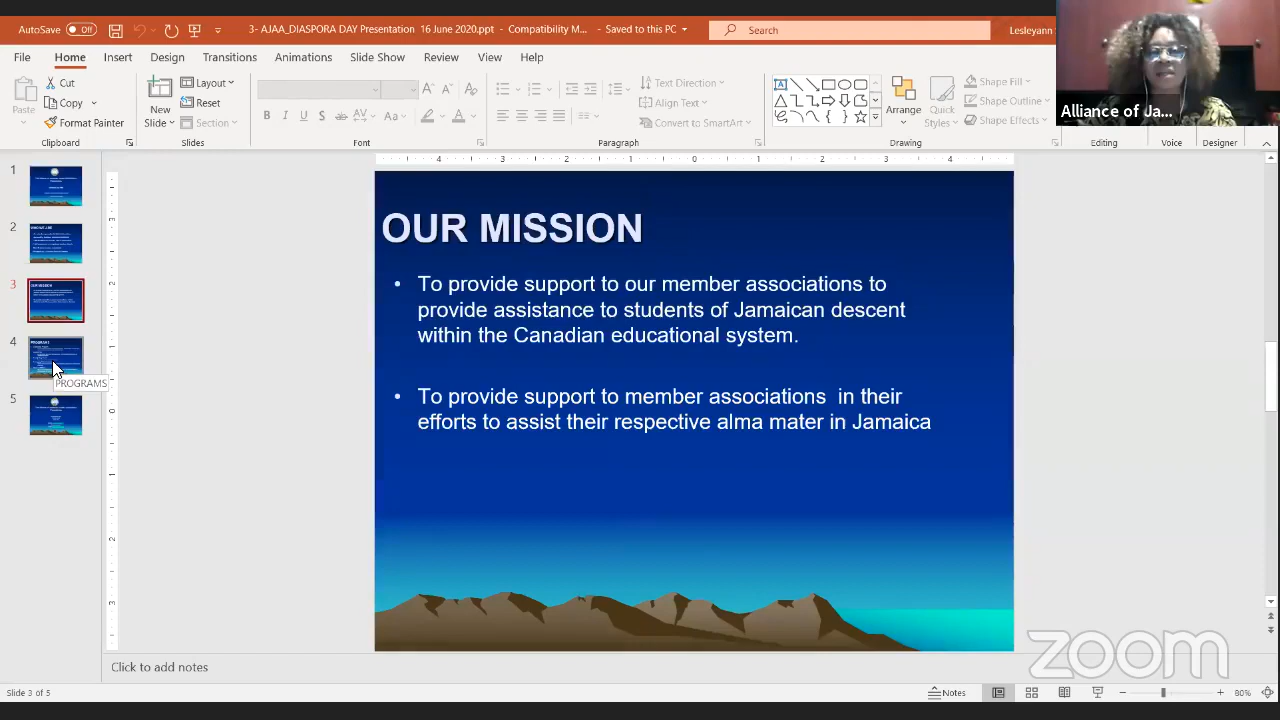 AutoSave Off 3- AJAA_DIASPORA DAY Presentation 16 June 2020.ppt - Compatibility M... - Saved to this PC Search Lesleyann
File Home Insert Design Transitions Animations Slide Show Review View Help
Paste
Cut
Copy
Format Painter
Clipboard
New Slide
Layout
Reset
Section
Slides
Font
Text Direction
Align Text
Convert to SmartArt
Paragraph
Arrange
Quick Styles
Shape Fill
Shape Outline
Shape Effects
Drawing
Editing
Voice
Designer
Alliance of Ja...
1
2
3
4
PROGRAMS
5
OUR MISSION
• To provide support to our member associations to
provide assistance to students of Jamaican descent
within the Canadian educational system.
• To provide support to member associations in their
efforts to assist their respective alma mater in Jamaica
zoom
Click to add notes
Slide 3 of 5
Notes
80%